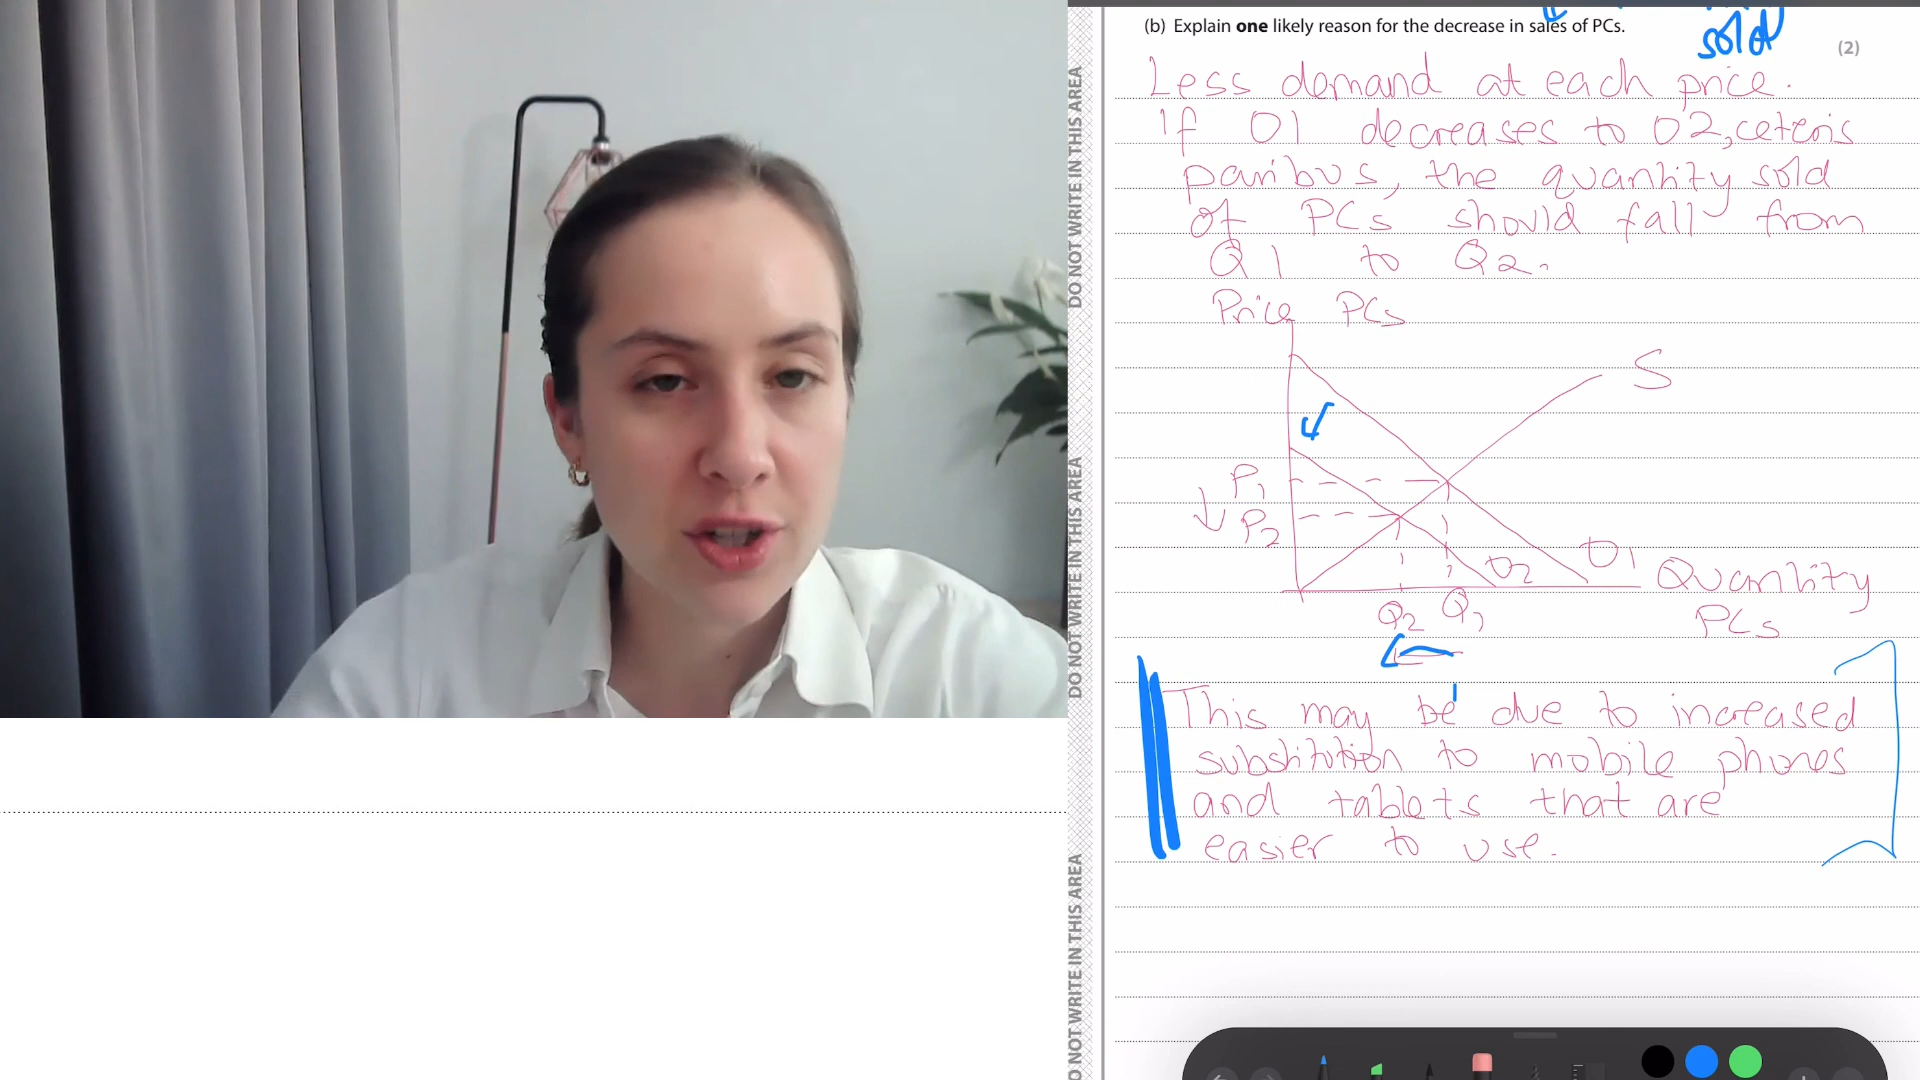 (b) Explain one likely reason for the decrease in sales of PCs.
sold
(2)
Less demand at each price.
If D1 decreases to D2, ceteris
paribus, the quantity sold
of PCs should fall from
Q1 to Q2.
Price PCs
S
P1
P2
D2
D1
Quantity
PCs
Q2
Q1
This may be due to increased
substitution to mobile phones
and tablets that are
easier to use.
DO NOT WRITE IN THIS AREA
DO NOT WRITE IN THIS AREA
O NOT WRITE IN THIS AREA